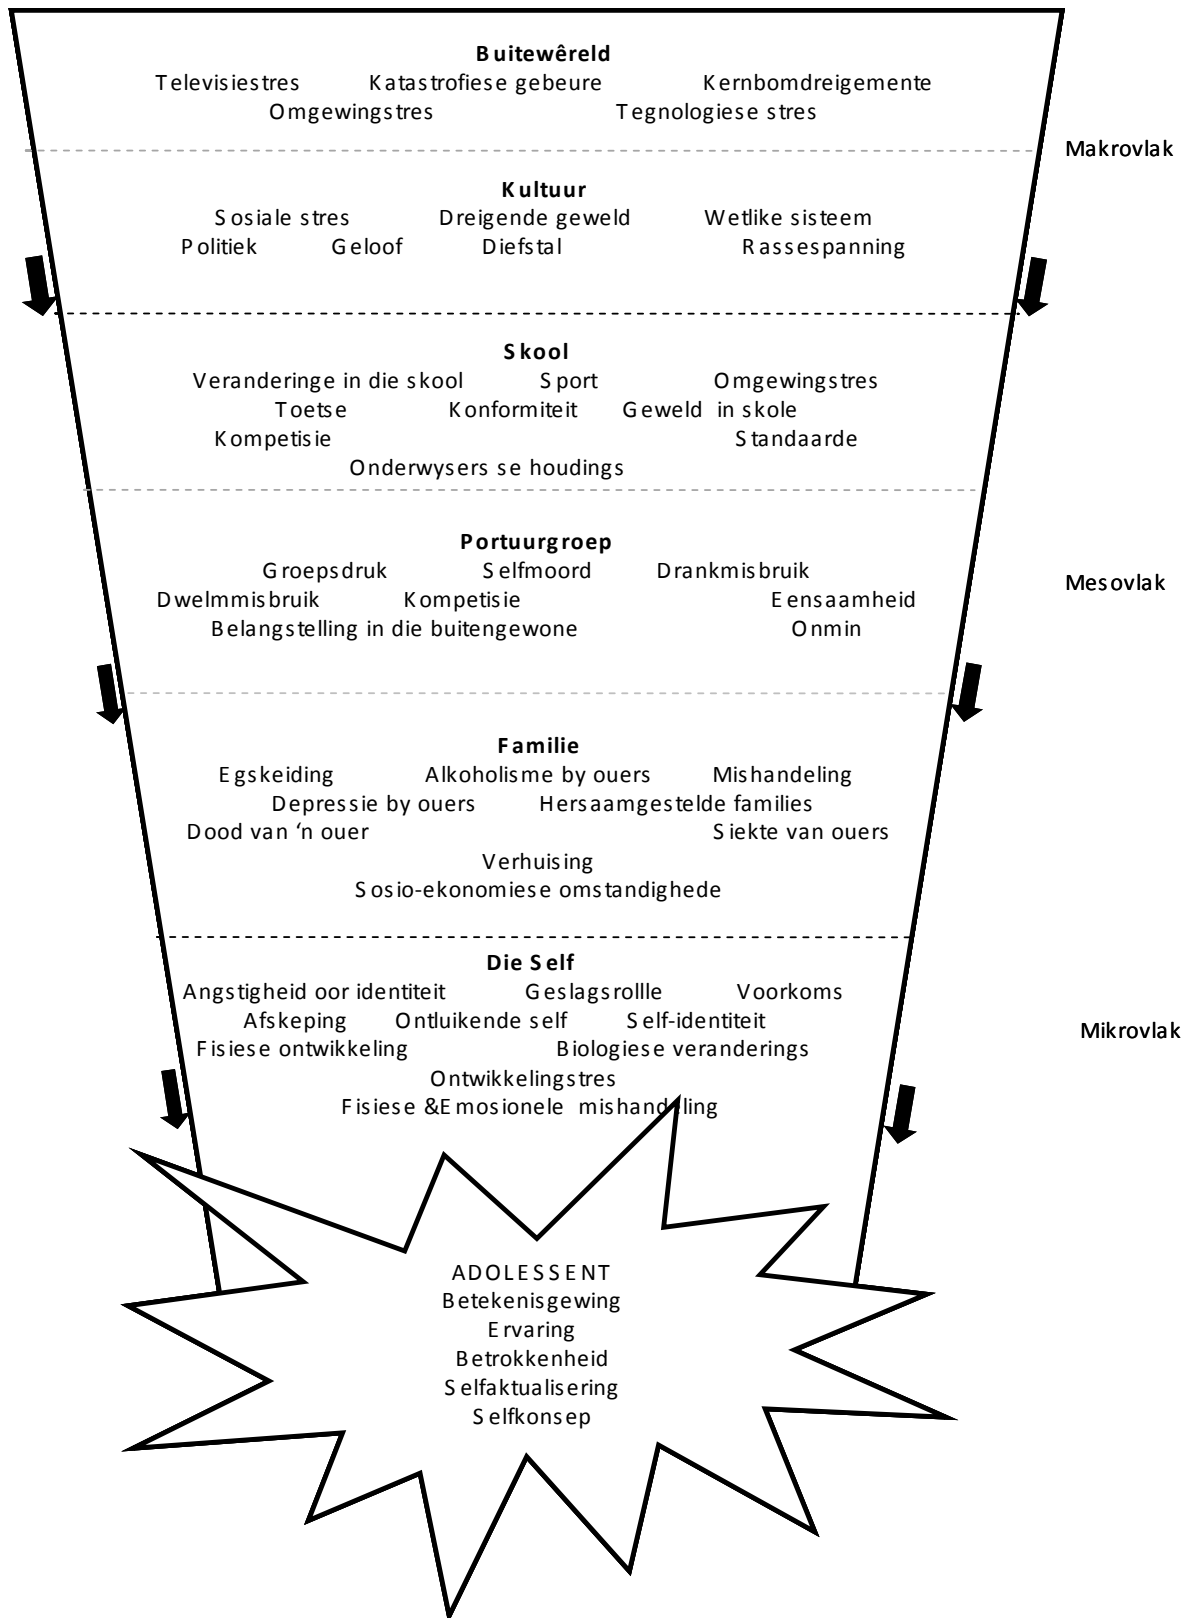 Buitewêreld
Televisiestres Katastrofiese gebeure Kernbomdreigemente
Omgewingstres Tegnologiese stres
Makrovlak
Kultuur
Sosiale stres Dreigende geweld Wetlike sisteem
Politiek Geloof Diefstal Rassespanning
Skool
Veranderinge in die skool Sport Omgewingstres
Toetse Konformiteit Geweld in skole
Kompetisie Standaarde
Onderwysers se houdings
Portuurgroep
Groepsdruk Selfmoord Drankmisbruik
Mesovlak
Dwelmmisbruik Kompetisie Eensaamheid
Belangstelling in die buitengewone Onmin
Familie
Egskeiding Alkoholisme by ouers Mishandeling
Depressie by ouers Hersaamgestelde families
Dood van ‘n ouer Siekte van ouers
Verhuising
Sosio-ekonomiese omstandighede
Die Self
Angstigheid oor identiteit Geslagsrollle Voorkoms
Afskeping Ontluikende self Self-identiteit
Mikrovlak
Fisiese ontwikkeling Biologiese veranderings
Ontwikkelingstres
Fisiese &Emosionele mishandeling
ADOLESSENT
Betekenisgewing
Ervaring
Betrokkenheid
Selfaktualisering
Selfkonsep